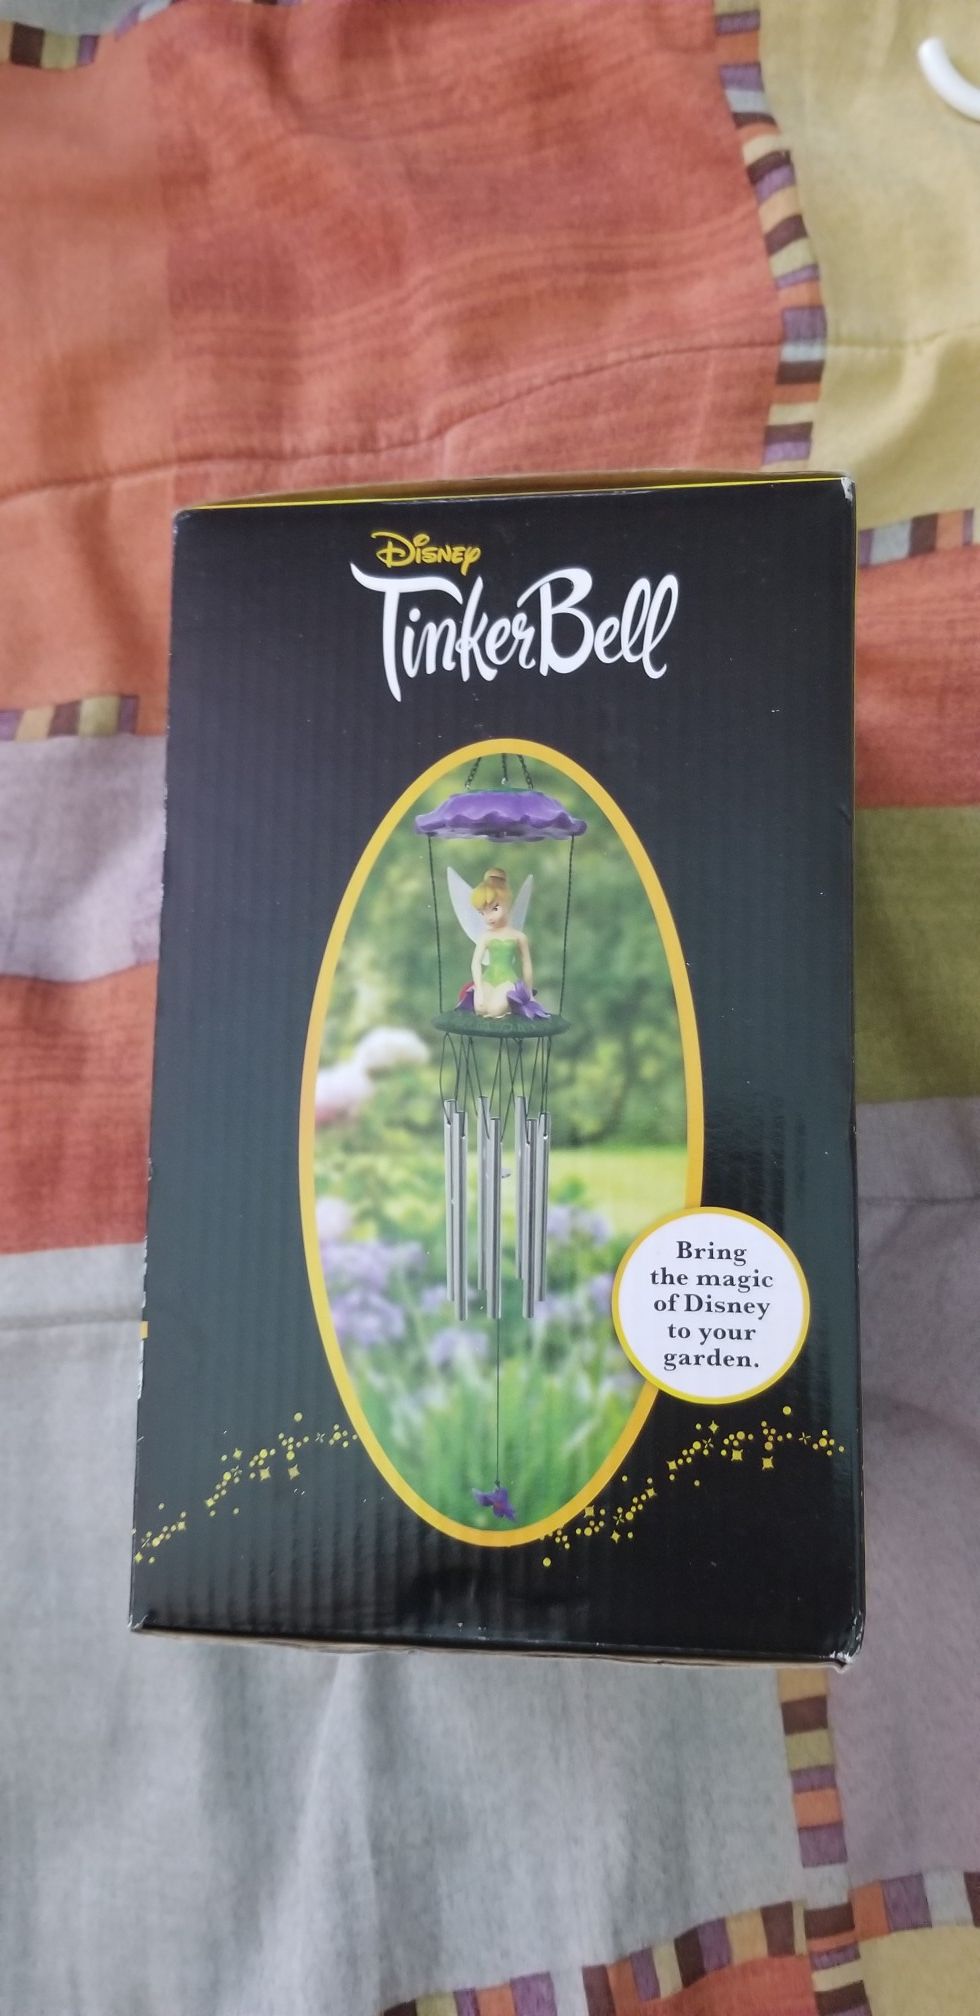 Disney
TinkerBell
Bring
the magic
of Disney
to your
garden.